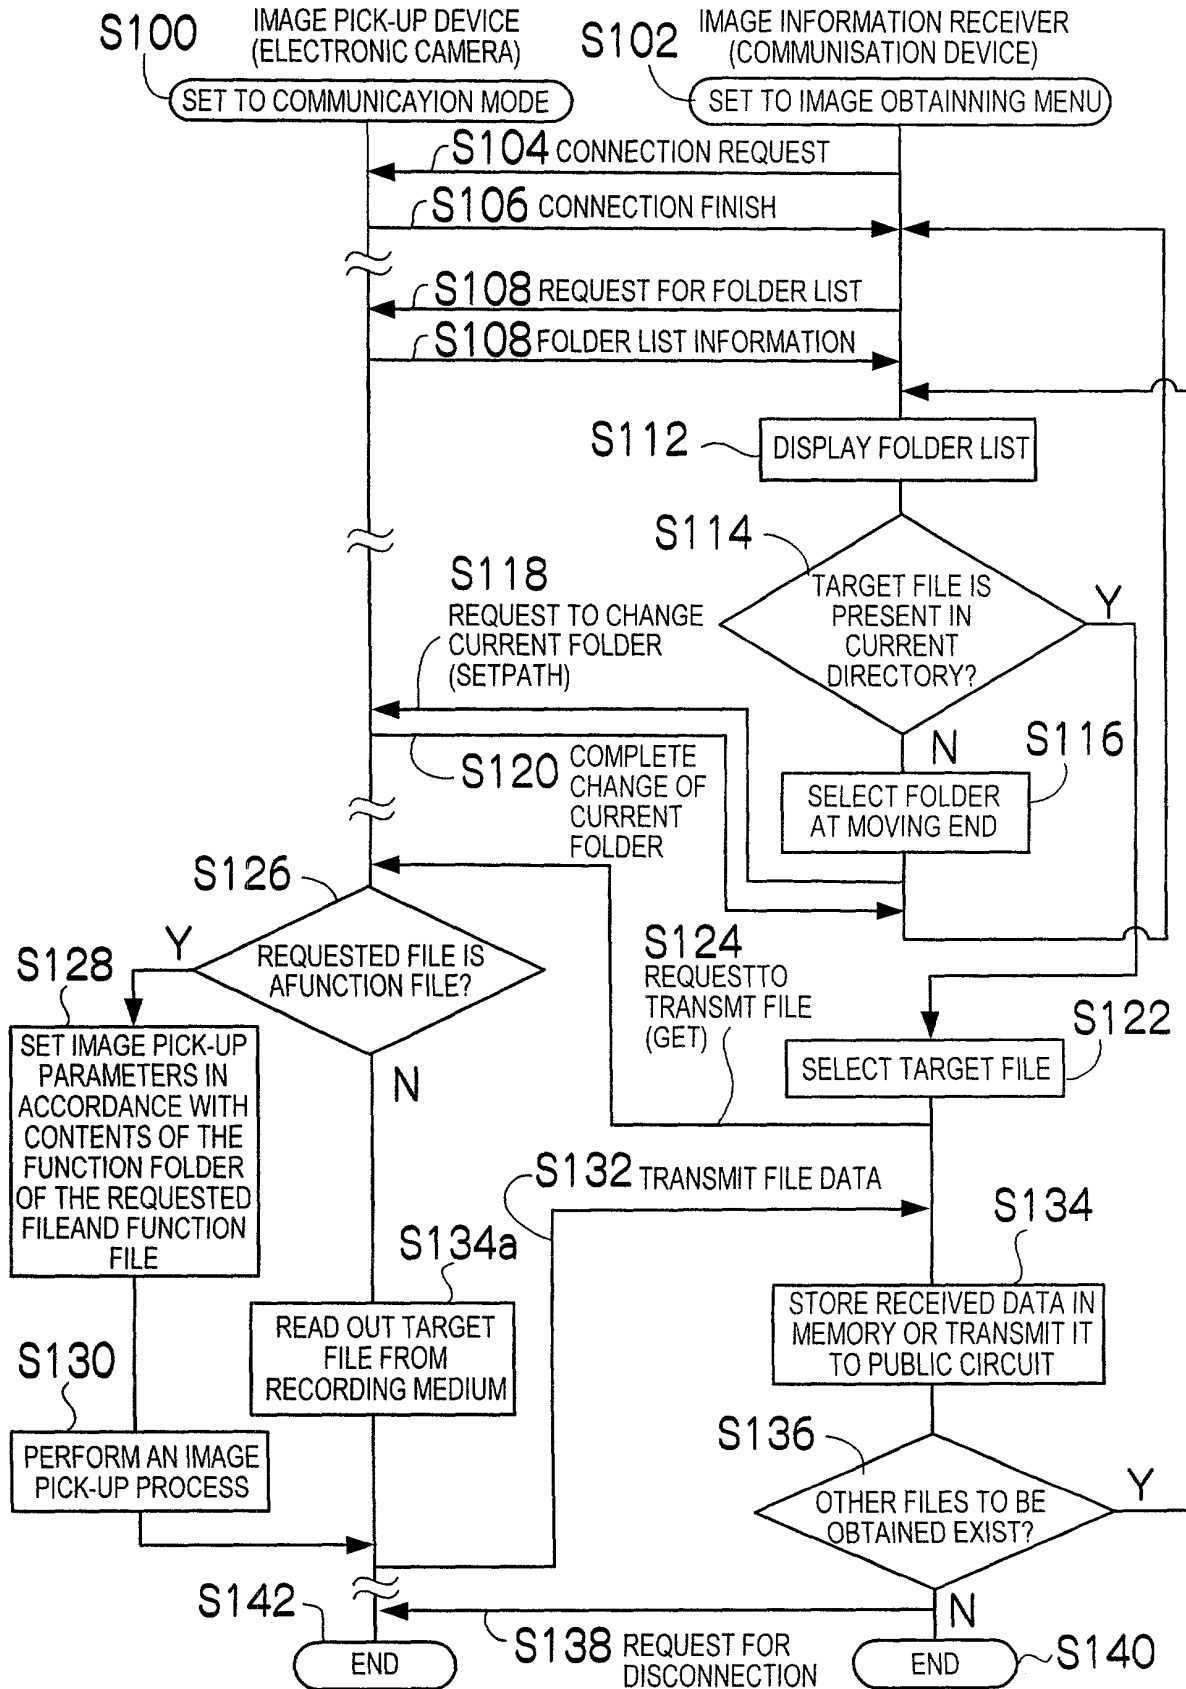 IMAGE PICK-UP DEVICE
(ELECTRONIC CAMERA)
IMAGE INFORMATION RECEIVER
(COMMUNISATION DEVICE)
S100
S102
SET TO COMMUNICAYION MODE
SET TO IMAGE OBTAINNING MENU
S104 CONNECTION REQUEST
S106 CONNECTION FINISH
S108 REQUEST FOR FOLDER LIST
S108 FOLDER LIST INFORMATION
S112
DISPLAY FOLDER LIST
S114
TARGET FILE IS
PRESENT IN
CURRENT
DIRECTORY?
Y
N
S118
REQUEST TO CHANGE
CURRENT FOLDER
(SETPATH)
S116
SELECT FOLDER
AT MOVING END
S120 COMPLETE
CHANGE OF
CURRENT
FOLDER
S126
REQUESTED FILE IS
AFUNCTION FILE?
Y
N
S124
REQUESTTO
TRANSMT FILE
(GET)
S122
SELECT TARGET FILE
S128
SET IMAGE PICK-UP
PARAMETERS IN
ACCORDANCE WITH
CONTENTS OF THE
FUNCTION FOLDER
OF THE REQUESTED
FILEAND FUNCTION
FILE
S132 TRANSMIT FILE DATA
S134a
READ OUT TARGET
FILE FROM
RECORDING MEDIUM
S134
STORE RECEIVED DATA IN
MEMORY OR TRANSMIT IT
TO PUBLIC CIRCUIT
S130
PERFORM AN IMAGE
PICK-UP PROCESS
S136
OTHER FILES TO BE
OBTAINED EXIST?
Y
N
S142
END
S138 REQUEST FOR
DISCONNECTION
END
S140